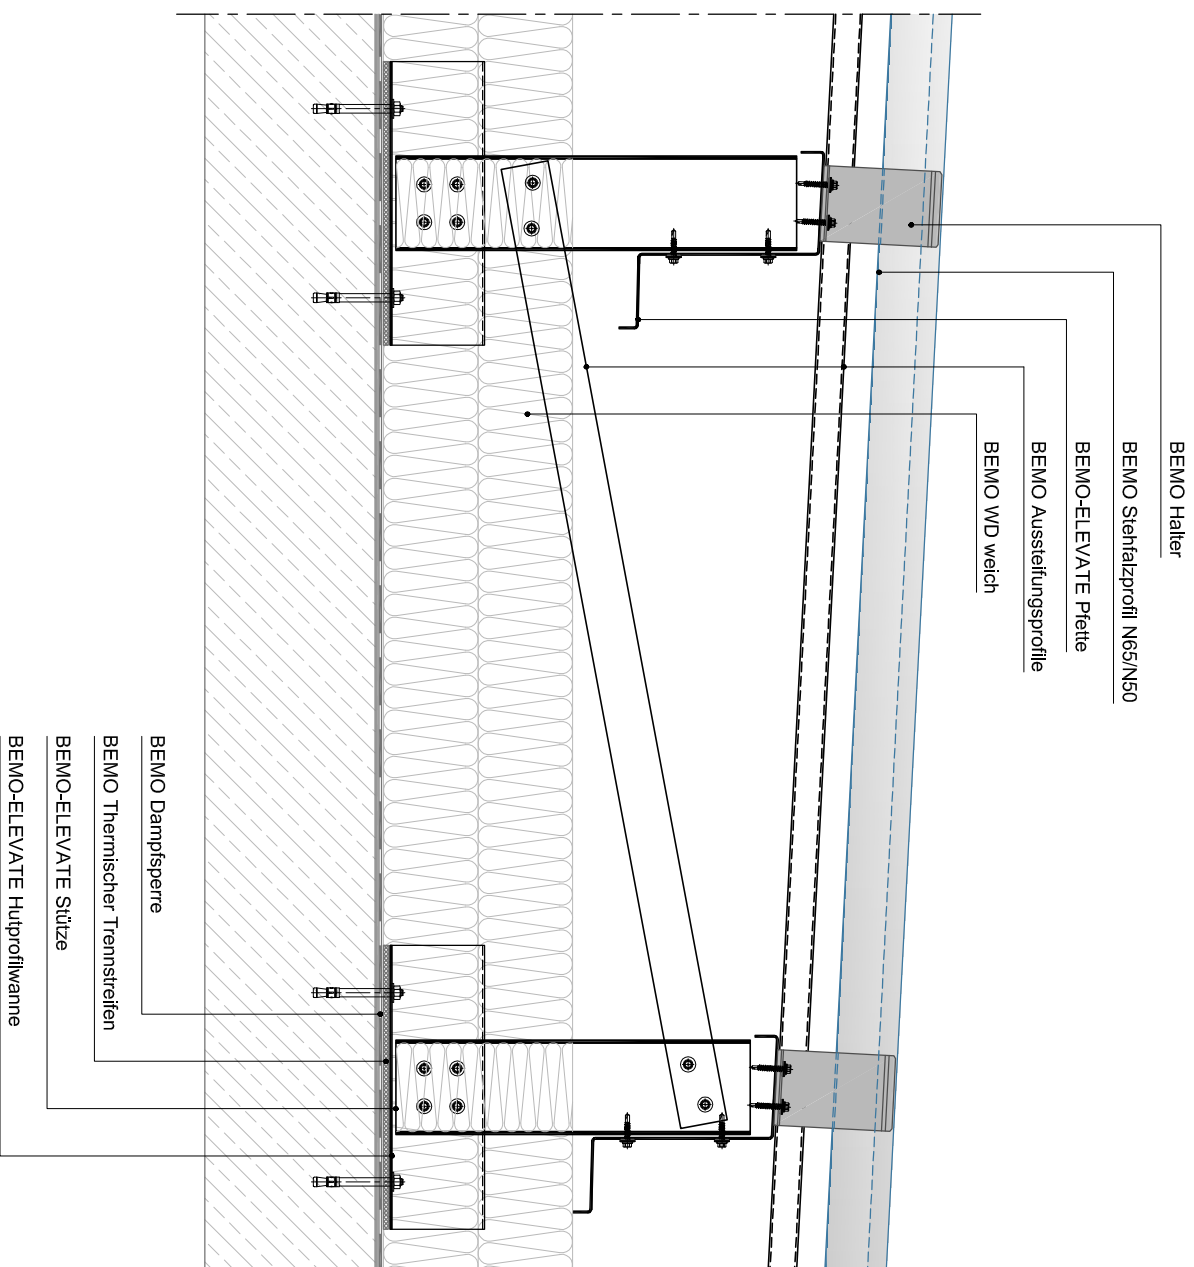 BEMO Halter
BEMO Stehfalzprofil N65/N50
BEMO-ELEVATE Pfette
BEMO Aussteifungsprofile
BEMO WD weich
BEMO Dampfsperre
BEMO Thermischer Trennstreifen
BEMO-ELEVATE Stütze
BEMO-ELEVATE Hutprofilwanne